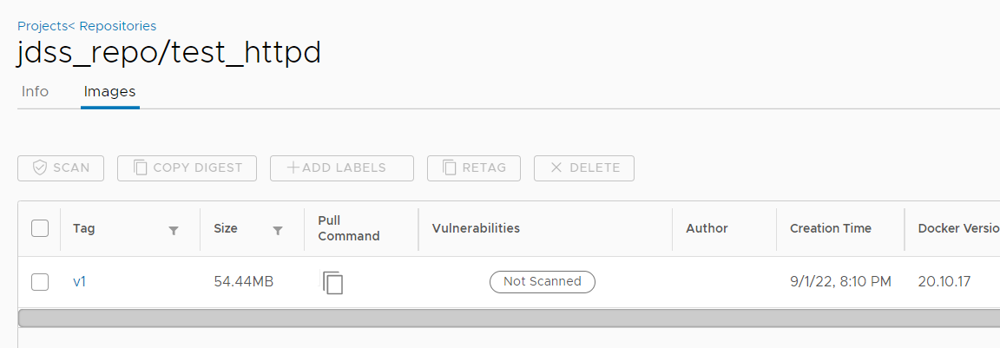 Projects< Repositories
jdss_repo/test_httpd
Info Images
SCAN COPY DIGEST +ADD LABELS RETAG DELETE
Tag Size Pull Command Vulnerabilities Author Creation Time Docker Versio
v1 54.44MB Not Scanned 9/1/22, 8:10 PM 20.10.17